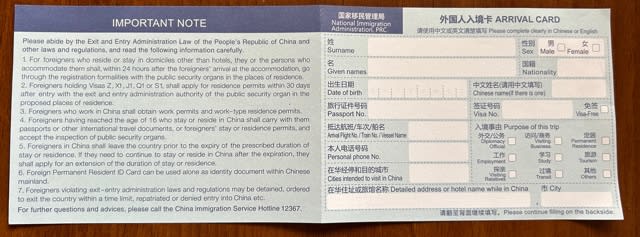 IMPORTANT NOTE
Please abide by the Exit and Entry Administration Law of the People's Republic of China and
other laws and regulations, and read the following information carefully.
1. For foreigners who reside or stay in domiciles other than hotels, they or the persons who
accommodate them shall, within 24 hours after the foreigners' arrival at the accommodation, go
through the registration formalities with the public security organs in the places of residence.
2. Foreigners holding Visas Z, X1, J1, Q1 or S1, shall apply for residence permits within 30 days
after entry with the exit and entry administration authority of the public security organ in the
proposed places of residence.
3. Foreigners who work in China shall obtain work permits and work-type residence permits.
4. Foreigners having reached the age of 16 who stay or reside in China shall carry with them
passports or other international travel documents, or foreigners' stay or residence permits, and
accept the inspection of public security organs.
5. Foreigners in China shall leave the country prior to the expiry of the prescribed duration of
stay or residence. If they need to continue to stay or reside in China after the expiration, they
shall apply for an extension of the duration of stay or residence.
6. Foreign Permanent Resident ID Card can be used alone as identity document within Chinese
mainland.
7. Foreigners violating exit-entry administration laws and regulations may be detained, ordered
to exit the country within a time limit, repatriated or denied entry into China etc.
For further questions and advices, please call the China Immigration Service Hotline 12367.
国家移民管理局
National Immigration
Administration, PRC
外国人入境卡 ARRIVAL CARD
请使用中文或英文清楚填写 Please complete clearly in Chinese or English
姓
Surname
性别
Sex
男
Male
女
Female
名
Given names
国籍
Nationality
出生日期
Date of birth
中文姓名(请用中文填写)
Chinese name(if there is one)
旅行证件号码
Passport No.
签证号码
Visa No.
免签
Visa-Free
抵达航班/车次/船名
Arrival Flight No. / Train No. / Vessel Name
入境事由 Purpose of this trip
外交/公务
Diplomacy
Official
访问/商务
Visiting
Business
定居
Permanent
Residence
本人电话号码
Personal phone No.
工作
Employment
学习
Study
旅游
Tourism
在华经停和目的城市
Cities intended to visit in China
探亲
Visiting
Relatives
过境
Transit
其他
Others
在华住址或旅馆名称 Detailed address or hotel name while in China
市 City
请翻至背面继续填写。Please continue filling on the backside.